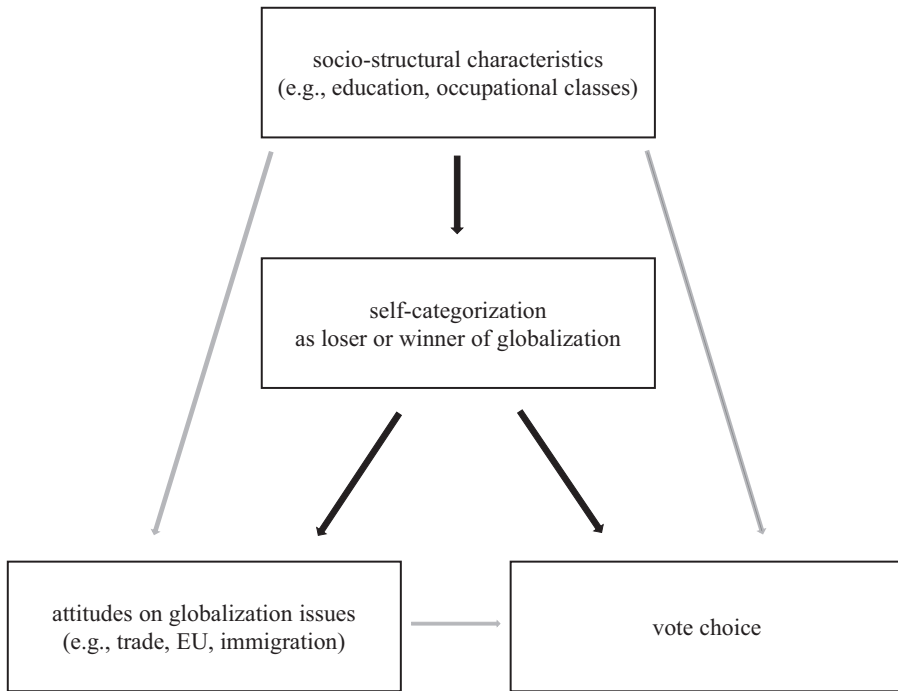 socio-structural characteristics
(e.g., education, occupational classes)
self-categorization
as loser or winner of globalization
attitudes on globalization issues
(e.g., trade, EU, immigration)
vote choice